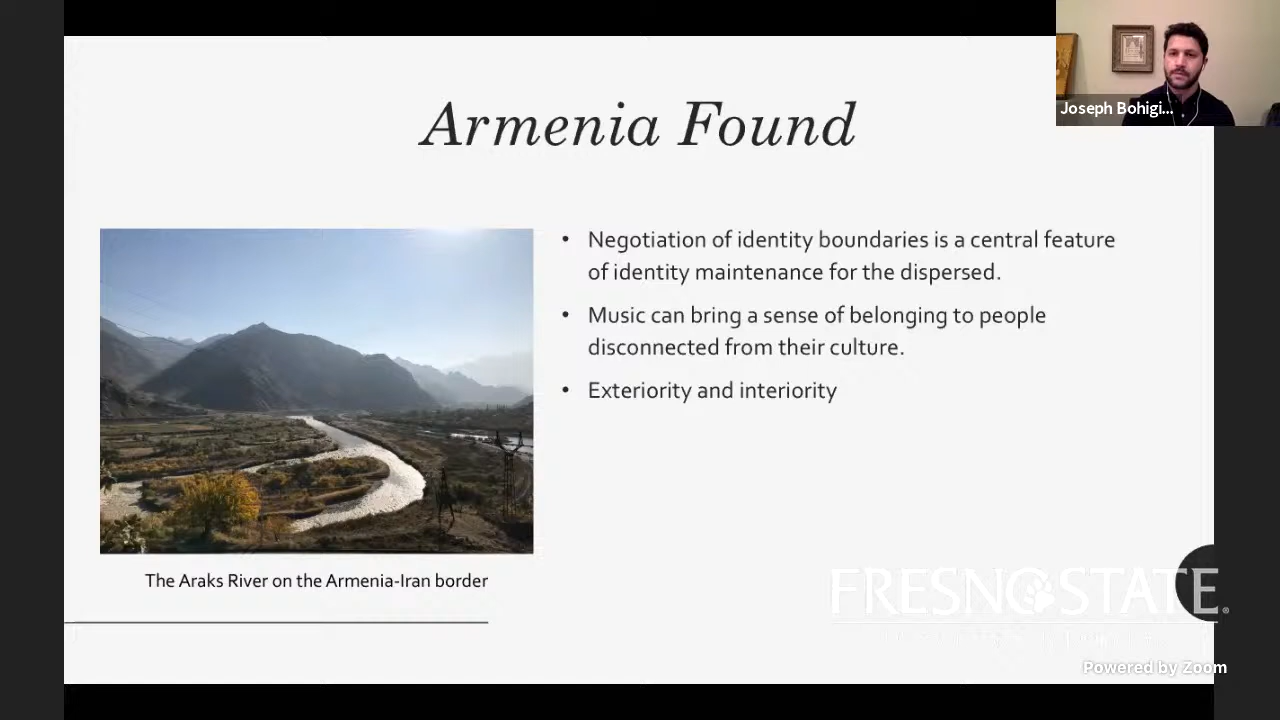 Armenia Found
Joseph Bohigi...
• Negotiation of identity boundaries is a central feature
of identity maintenance for the dispersed.
• Music can bring a sense of belonging to people
disconnected from their culture.
• Exteriority and interiority
The Araks River on the Armenia-Iran border
FRESNO STATE®
Powered by Zoom